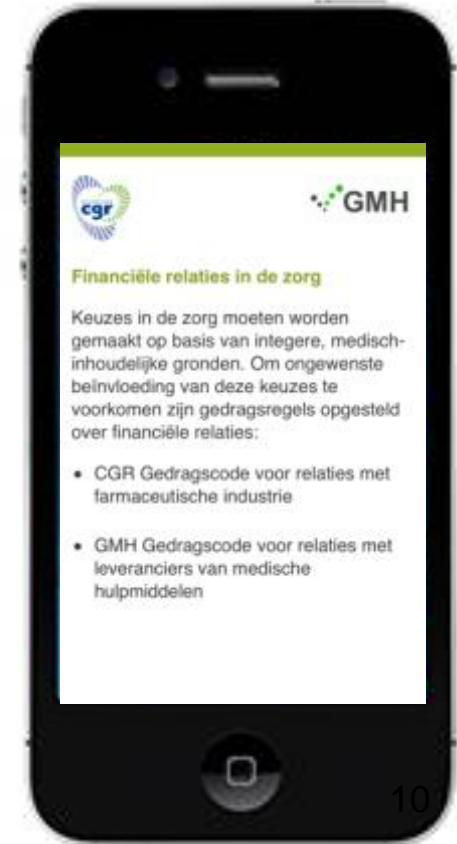 cgr
GMH
Financiële relaties in de zorg
Keuzes in de zorg moeten worden
gemaakt op basis van integere, medisch-
inhoudelijke gronden. Om ongewenste
beïnvloeding van deze keuzes te
voorkomen zijn gedragsregels opgesteld
over financiële relaties:
• CGR Gedragscode voor relaties met
farmaceutische industrie
• GMH Gedragscode voor relaties met
leveranciers van medische
hulpmiddelen
10